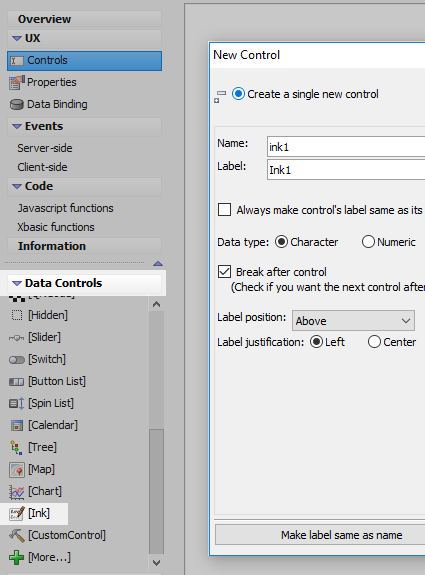 Overview
UX
Controls
Properties
Data Binding
Events
Server-side
Client-side
Code
Javascript functions
Xbasic functions
Information
Data Controls
[Hidden]
[Slider]
[Switch]
[Button List]
[Spin List]
[Calendar]
[Tree]
[Map]
[Chart]
[Ink]
[CustomControl]
[More...]
New Control
Create a single new control
Name: ink1
Label: Ink1
Always make control's label same as its
Data type: Character Numeric
Break after control
(Check if you want the next control after
Label position: Above
Label justification: Left Center
Make label same as name